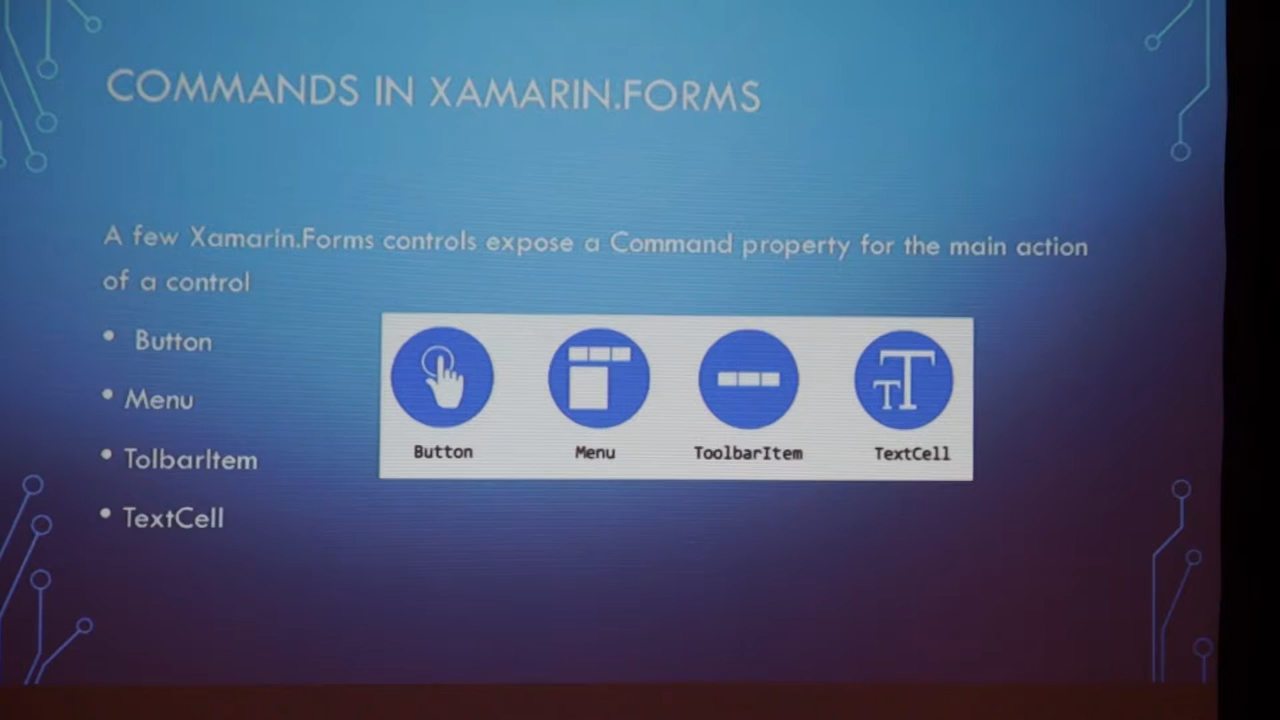 COMMANDS IN XAMARIN.FORMS
A few Xamarin.Forms controls expose a Command property for the main action
of a control
• Button
• Menu
• TolbarItem
• TextCell
Button Menu ToolbarItem TextCell